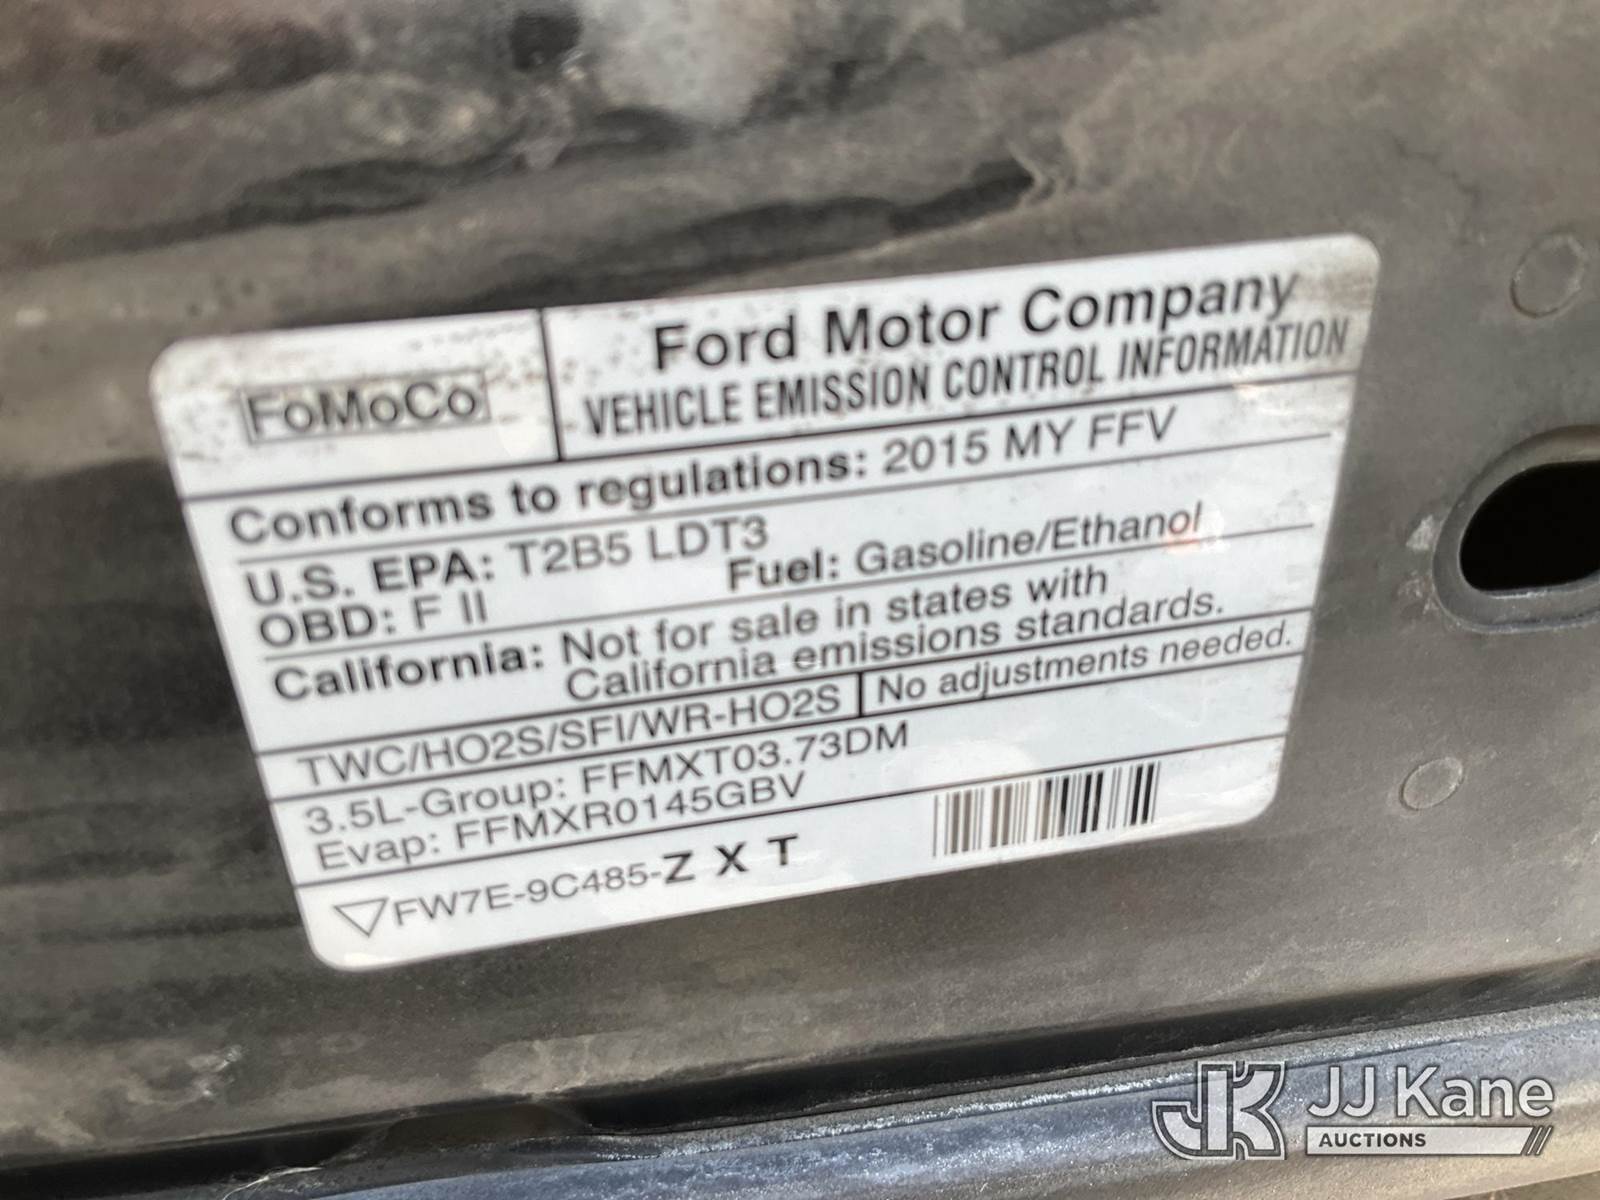 FoMoCo
Ford Motor Company
VEHICLE EMISSION CONTROL INFORMATION
Conforms to regulations: 2015 MY FFV
U.S. EPA: T2B5 LDT3
OBD: F II Fuel: Gasoline/Ethanol
California: Not for sale in states with
California emissions standards.
TWC/HO2S/SFI/WR-HO2S No adjustments needed.
3.5L-Group: FFMXT03.73DM
Evap: FFMXR0145GBV
FW7E-9C485-Z X T
JK JJ Kane
AUCTIONS